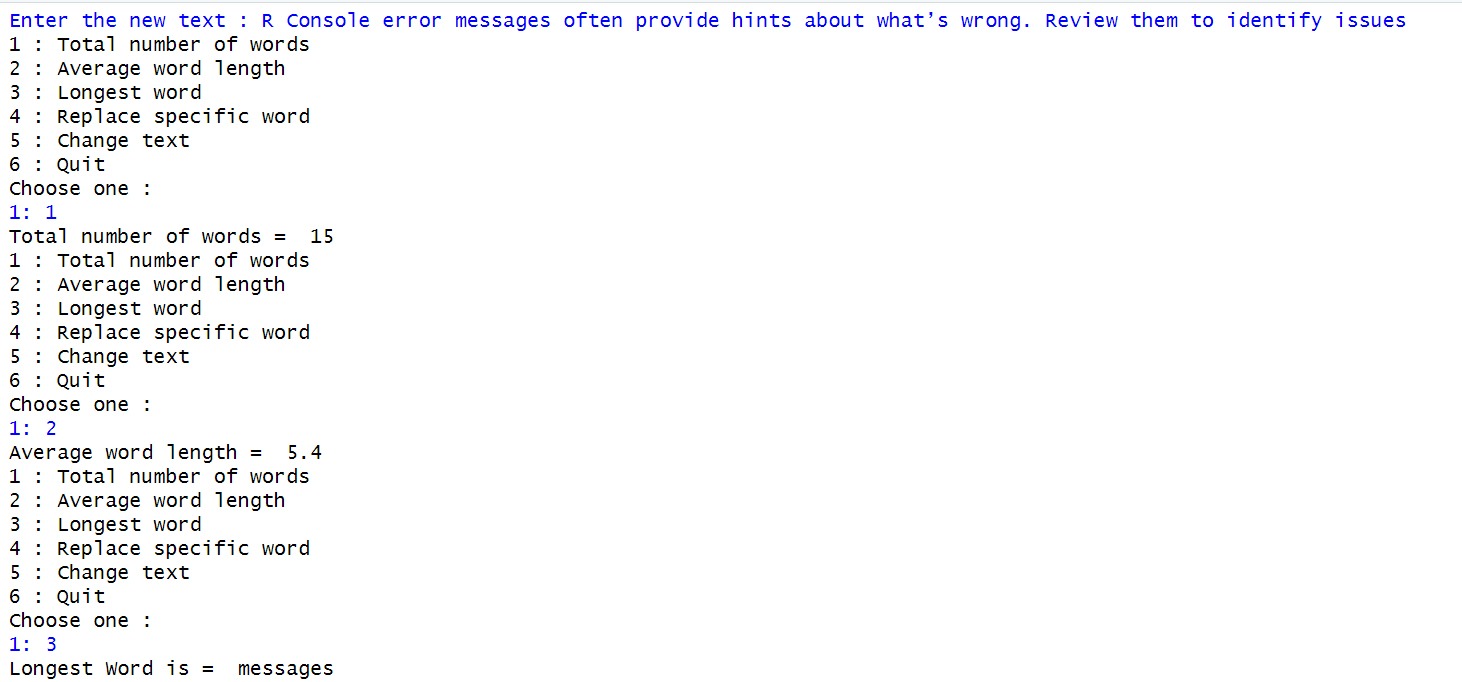 Enter the new text : R Console error messages often provide hints about what’s wrong. Review them to identify issues
1 : Total number of words
2 : Average word length
3 : Longest word
4 : Replace specific word
5 : Change text
6 : Quit
Choose one :
1: 1
Total number of words =  15
1 : Total number of words
2 : Average word length
3 : Longest word
4 : Replace specific word
5 : Change text
6 : Quit
Choose one :
1: 2
Average word length =  5.4
1 : Total number of words
2 : Average word length
3 : Longest word
4 : Replace specific word
5 : Change text
6 : Quit
Choose one :
1: 3
Longest Word is =  messages